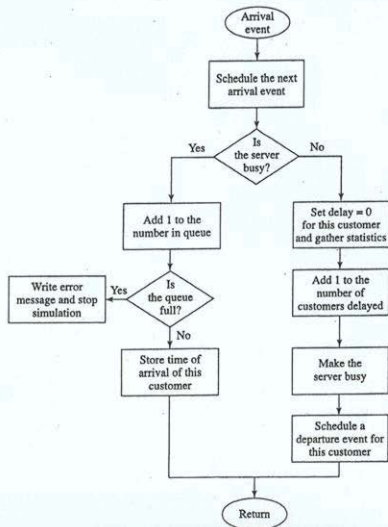 Arrival
event
Schedule the next
arrival event
Is
the server
busy?
Yes
No
Add 1 to the
number in queue
Is
the queue
full?
Yes
Write error
message and stop
simulation
No
Store time of
arrival of this
customer
Set delay = 0
for this customer
and gather statistics
Add 1 to the
number of
customers delayed
Make the
server busy
Schedule a
departure event for
this customer
Return